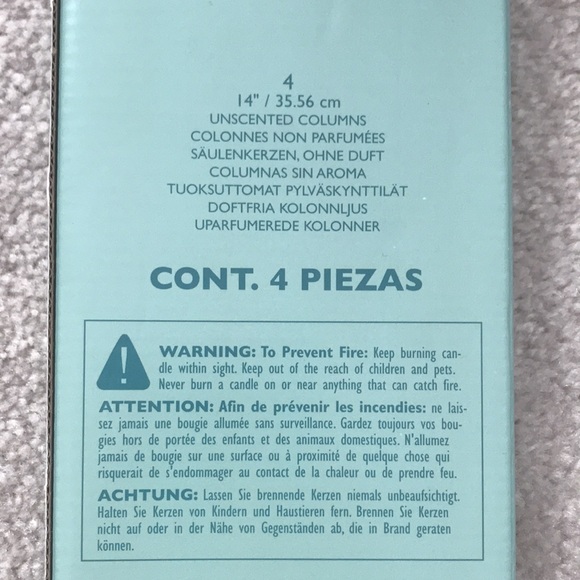 4
14" / 35.56 cm
UNSCENTED COLUMNS
COLONNES NON PARFUMÉES
SÄULENKERZEN, OHNE DUFT
COLUMNAS SIN AROMA
TUOKSUTTOMAT PYLVÄSKYNTTILÄT
DOFTFRIA KOLONNLJUS
UPARFUMEREDE KOLONNER
CONT. 4 PIEZAS
WARNING: To Prevent Fire: Keep burning can-
dle within sight. Keep out of the reach of children and pets.
Never burn a candle on or near anything that can catch fire.
ATTENTION: Afin de prévenir les incendies: ne lais-
sez jamais une bougie allumée sans surveillance. Gardez toujours vos bou-
gies hors de portée des enfants et des animaux domestiques. N'allumez
jamais de bougie sur une surface ou à proximité de quelque chose qui
risquerait de s'endommager au contact de la chaleur ou de prendre feu.
ACHTUNG: Lassen Sie brennende Kerzen niemals unbeaufsichtigt.
Halten Sie Kerzen von Kindern und Haustieren fern. Brennen Sie Kerzen
nicht auf oder in der Nähe von Gegenständen ab, die in Brand geraten
können.